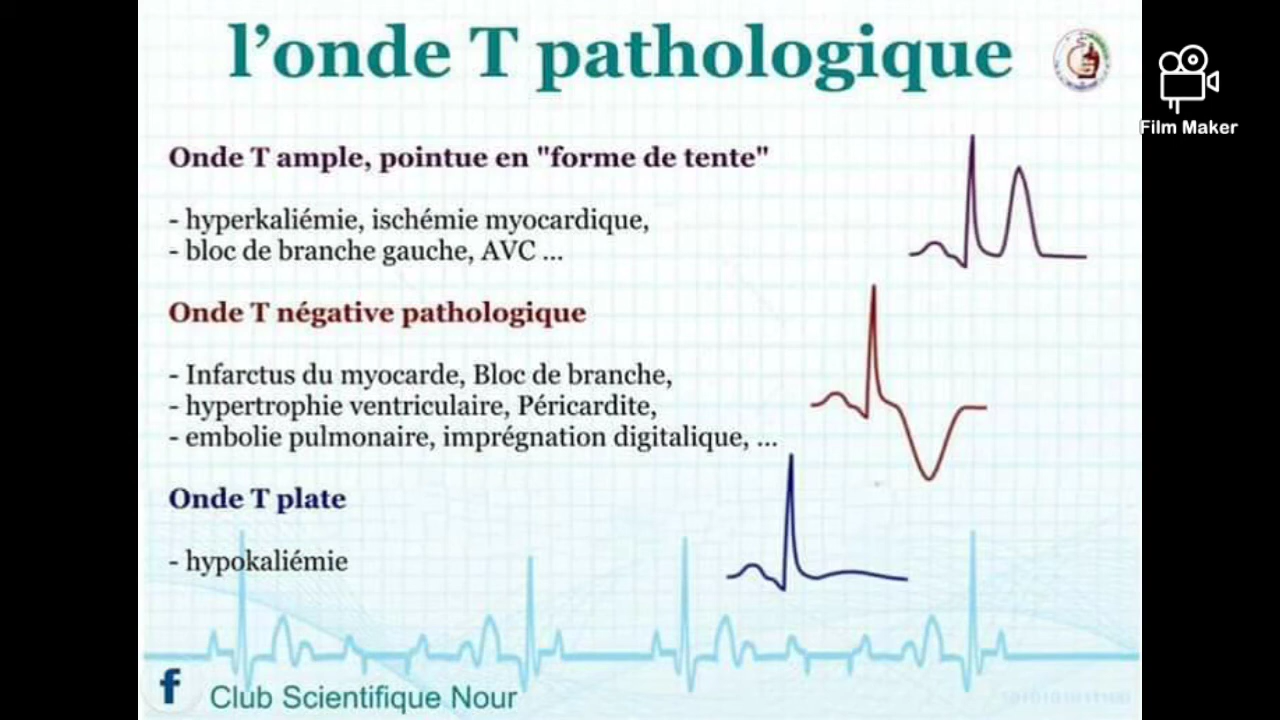 l'onde T pathologique
Film Maker
Onde T ample, pointue en "forme de tente"
- hyperkaliémie, ischémie myocardique,
- bloc de branche gauche, AVC ...
Onde T négative pathologique
- Infarctus du myocarde, Bloc de branche,
- hypertrophie ventriculaire, Péricardite,
- embolie pulmonaire, imprégnation digitalique, ...
Onde T plate
- hypokaliémie
f Club Scientifique Nour